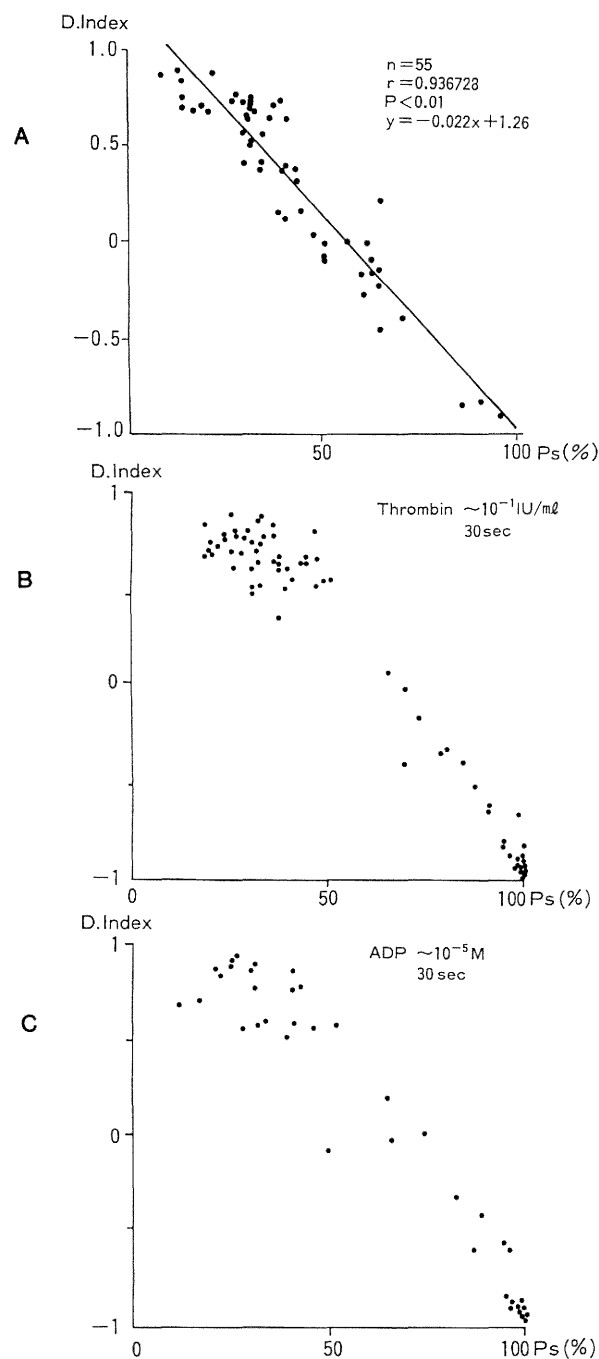 D.Index
1.0
n=55
r=0.936728
P<0.01
y=−0.022x+1.26
A
0.5
0
−0.5
−1.0
50
100 Ps(%)
D.Index
1
Thrombin ~10⁻¹IU/ml
30sec
B
0
−1
0
50
100 Ps(%)
D.Index
1
ADP ~10⁻⁵M
30sec
C
0
−1
0
50
100 Ps(%)